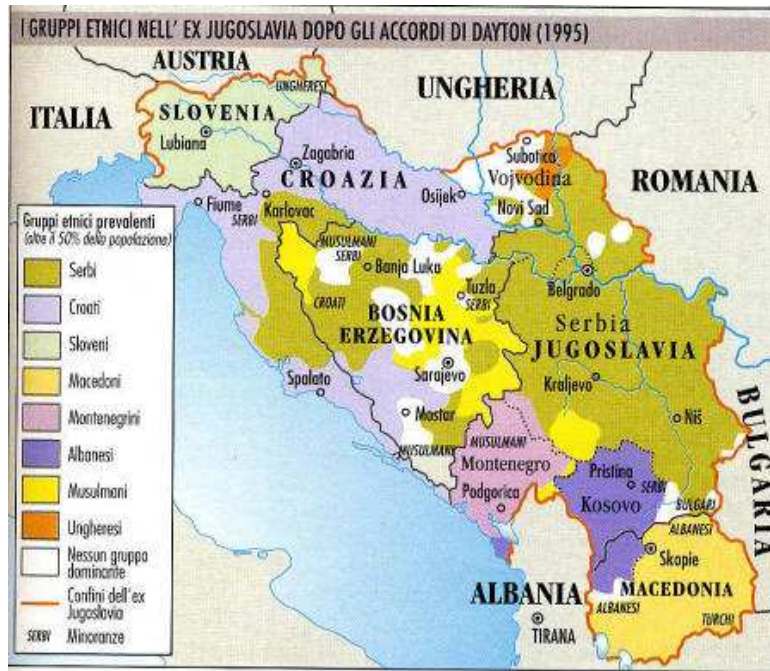 I GRUPPI ETNICI NELL' EX JUGOSLAVIA DOPO GLI ACCORDI DI DAYTON (1995)
AUSTRIA
UNGHERIA
ITALIA
ROMANIA
BULGARIA
ALBANIA
TIRANA
SLOVENIA
UNGHERESI
Lubiana
Zagabria
CROAZIA
Osijek
Subotica
Vojvodina
Novi Sad
Fiume
SERBI
Karlovac
MUSULMANI
SERBI
Banja Luka
CROATI
Tuzla
SERBI
Belgrado
BOSNIA
ERZEGOVINA
Serbia
JUGOSLAVIA
Sarajevo
Kraljevo
Spalato
Mostar
Niš
MUSULMANI
MUSULMANI
Montenegro
Podgorica
Pristina
SERBI
Kosovo
BULGARI
ALBANESI
Skopie
MACEDONIA
ALBANESI
TURCHI
Gruppi etnici prevalenti
(oltre il 50% della popolazione)
Serbi
Croati
Sloveni
Macedoni
Montenegrini
Albanesi
Musulmani
Ungheresi
Nessun gruppo
dominante
Confini dell'ex
Jugoslavia
SERBI Minoranze